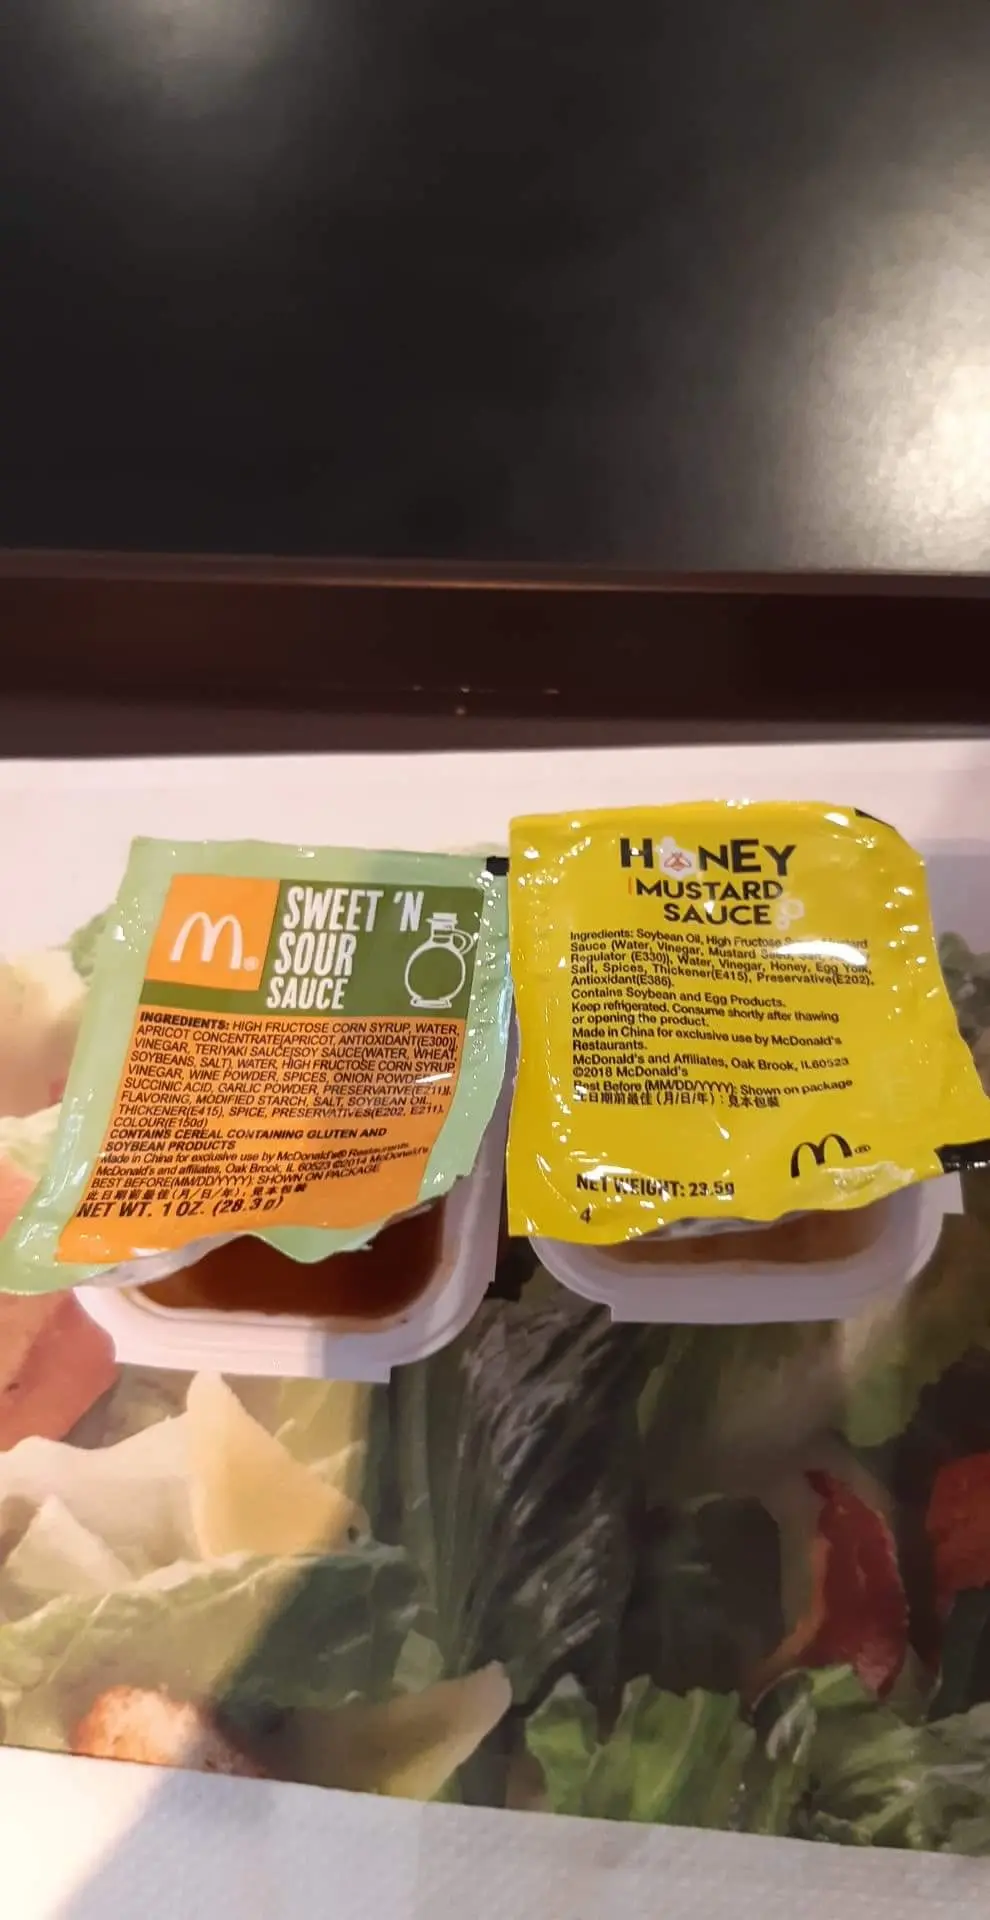 SWEET 'N
SOUR
SAUCE
INGREDIENTS: HIGH FRUCTOSE CORN SYRUP, WATER,
APRICOT CONCENTRATE[APRICOT, ANTIOXIDANT(E300)],
VINEGAR, TERIYAKI SAUCE[SOY SAUCE(WATER, WHEAT,
SOYBEANS, SALT), WATER, HIGH FRUCTOSE CORN SYRUP,
VINEGAR, WINE POWDER, SPICES, ONION POWDER,
SUCCINIC ACID, GARLIC POWDER, PRESERVATIVE(E211)],
FLAVORING, MODIFIED STARCH, SALT, SOYBEAN OIL,
THICKENER(E415), SPICE, PRESERVATIVES(E202, E211),
COLOUR(E150d)
CONTAINS CEREAL CONTAINING GLUTEN AND
SOYBEAN PRODUCTS
Made in China for exclusive use by McDonald's® Restaurants.
McDonald's and affiliates, Oak Brook, IL 60523 ©2014 McDonald's
BEST BEFORE(MM/DD/YYYY): SHOWN ON PACKAGE
此日期前最佳(月/日/年), 見本包裝
NET WT. 1 OZ. (28.3 g)
HONEY
MUSTARD
SAUCE
Ingredients: Soybean Oil, High Fructose Mustard
Sauce (Water, Vinegar, Mustard Seed, Salt,
Regulator (E330)), Water, Vinegar, Honey, Egg Yolk,
Salt, Spices, Thickener(E415), Preservative(E202),
Antioxidant(E386).
Contains Soybean and Egg Products.
Keep refrigerated. Consume shortly after thawing
or opening the product.
Made in China for exclusive use by McDonald's
Restaurants.
McDonald's and Affiliates, Oak Brook, IL60523
©2018 McDonald's
Best Before (MM/DD/YYYY): Shown on package
此日期前最佳 (月/日/年) : 見本包裝
NET WEIGHT: 23.5g
4